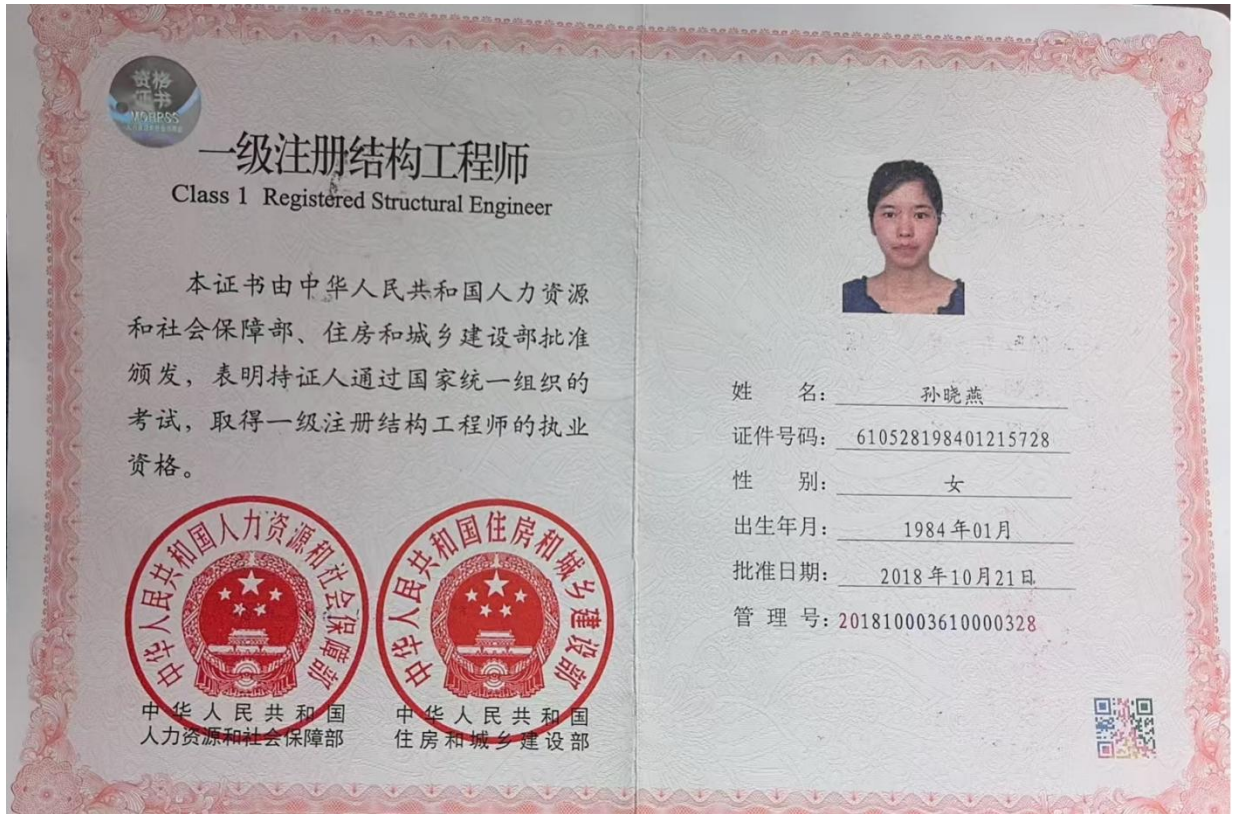 资格
证书
MOHRSS
一级注册结构工程师
Class 1 Registered Structural Engineer
本证书由中华人民共和国人力资源
和社会保障部、住房和城乡建设部批准
颁发，表明持证人通过国家统一组织的
考试，取得一级注册结构工程师的执业
资格。
中华人民共和国人力资源和社会保障部
中华人民共和国住房和城乡建设部
中华人民共和国
人力资源和社会保障部
中华人民共和国
住房和城乡建设部
姓 名：孙晓燕
证件号码：610528198401215728
性 别：女
出生年月：1984年01月
批准日期：2018年10月21日
管 理 号：201810003610000328